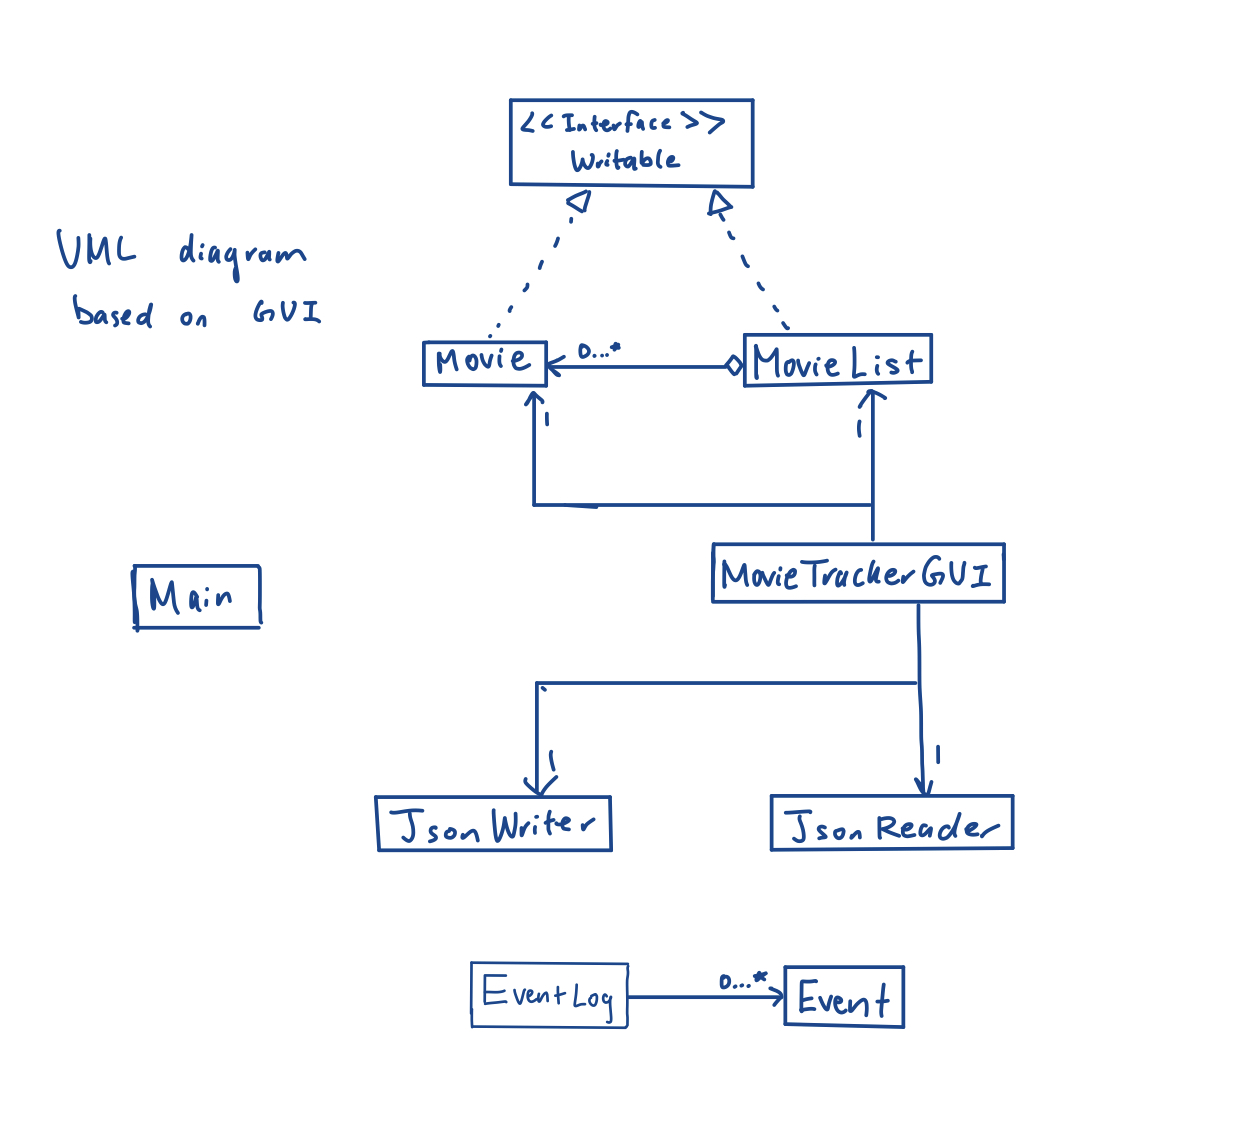 <<Interface>>
Writable
UML diagram
based on GUI
Movie
0...*
MovieList
1
1
MovieTrackerGUI
Main
1
1
JsonWriter
JsonReader
EventLog
0...*
Event